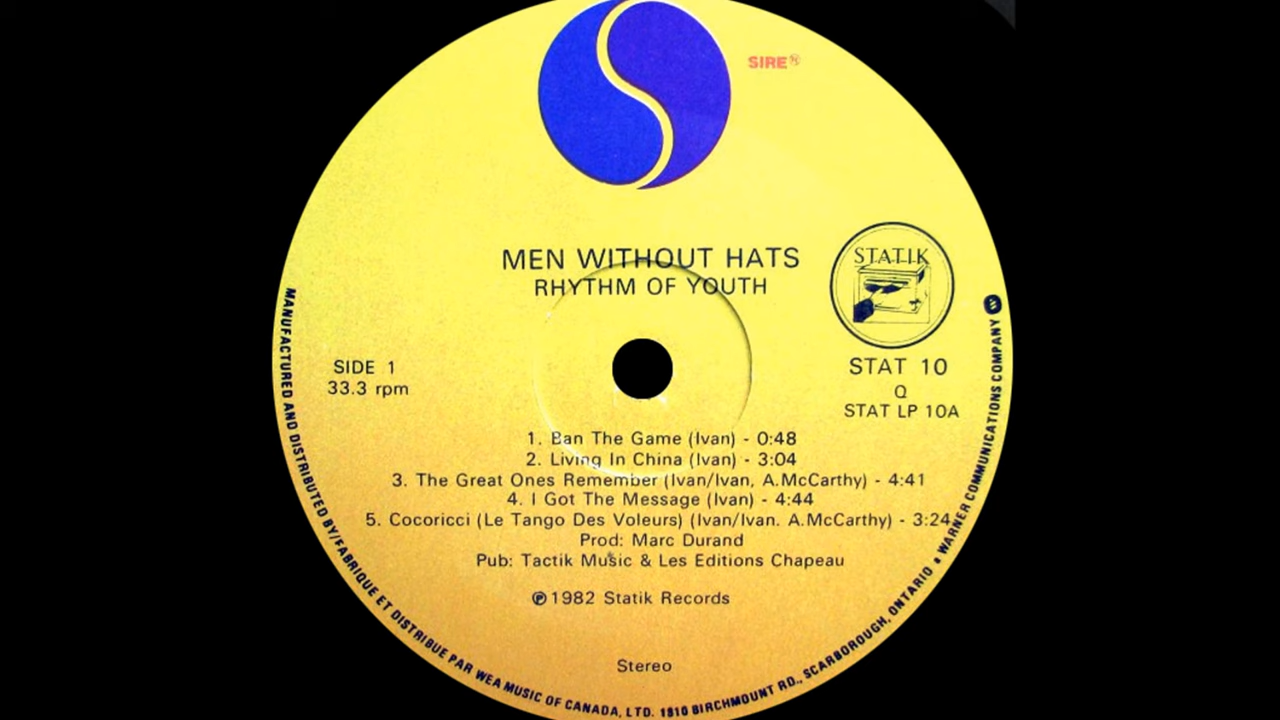 SIRE®
MEN WITHOUT HATS
RHYTHM OF YOUTH
STATIK
SIDE 1
33.3 rpm
STAT 10
Q
STAT LP 10A
1. Ban The Game (Ivan) - 0:48
2. Living In China (Ivan) - 3:04
3. The Great Ones Remember (Ivan/Ivan, A.McCarthy) - 4:41
4. I Got The Message (Ivan) - 4:44
5. Cocoricci (Le Tango Des Voleurs) (Ivan/Ivan. A.McCarthy) - 3:24
Prod: Marc Durand
Pub: Tactik Music & Les Editions Chapeau
℗1982 Statik Records
Stereo
MANUFACTURED AND DISTRIBUTED BY/FABRIQUE ET DISTRIBUE PAR WEA MUSIC OF CANADA, LTD. 1810 BIRCHMOUNT RD., SCARBOROUGH, ONTARIO • WARNER COMMUNICATIONS COMPANY